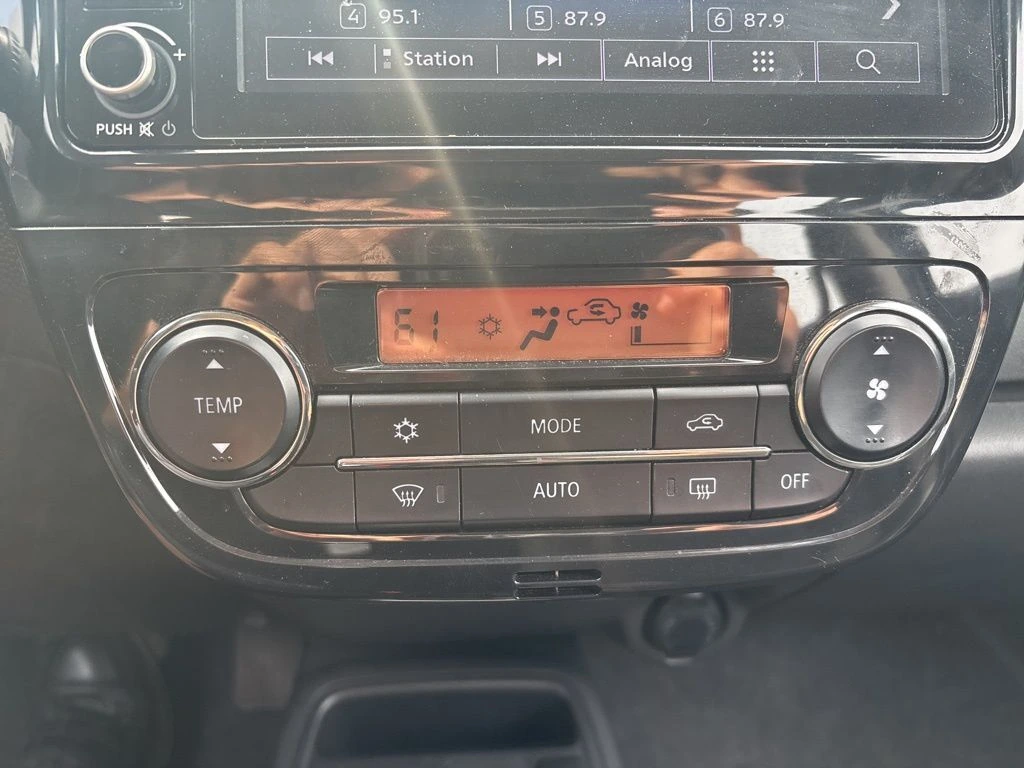 4 95.1 5 87.9 6 87.9
Station Analog
+
PUSH
61
TEMP
MODE
AUTO
OFF